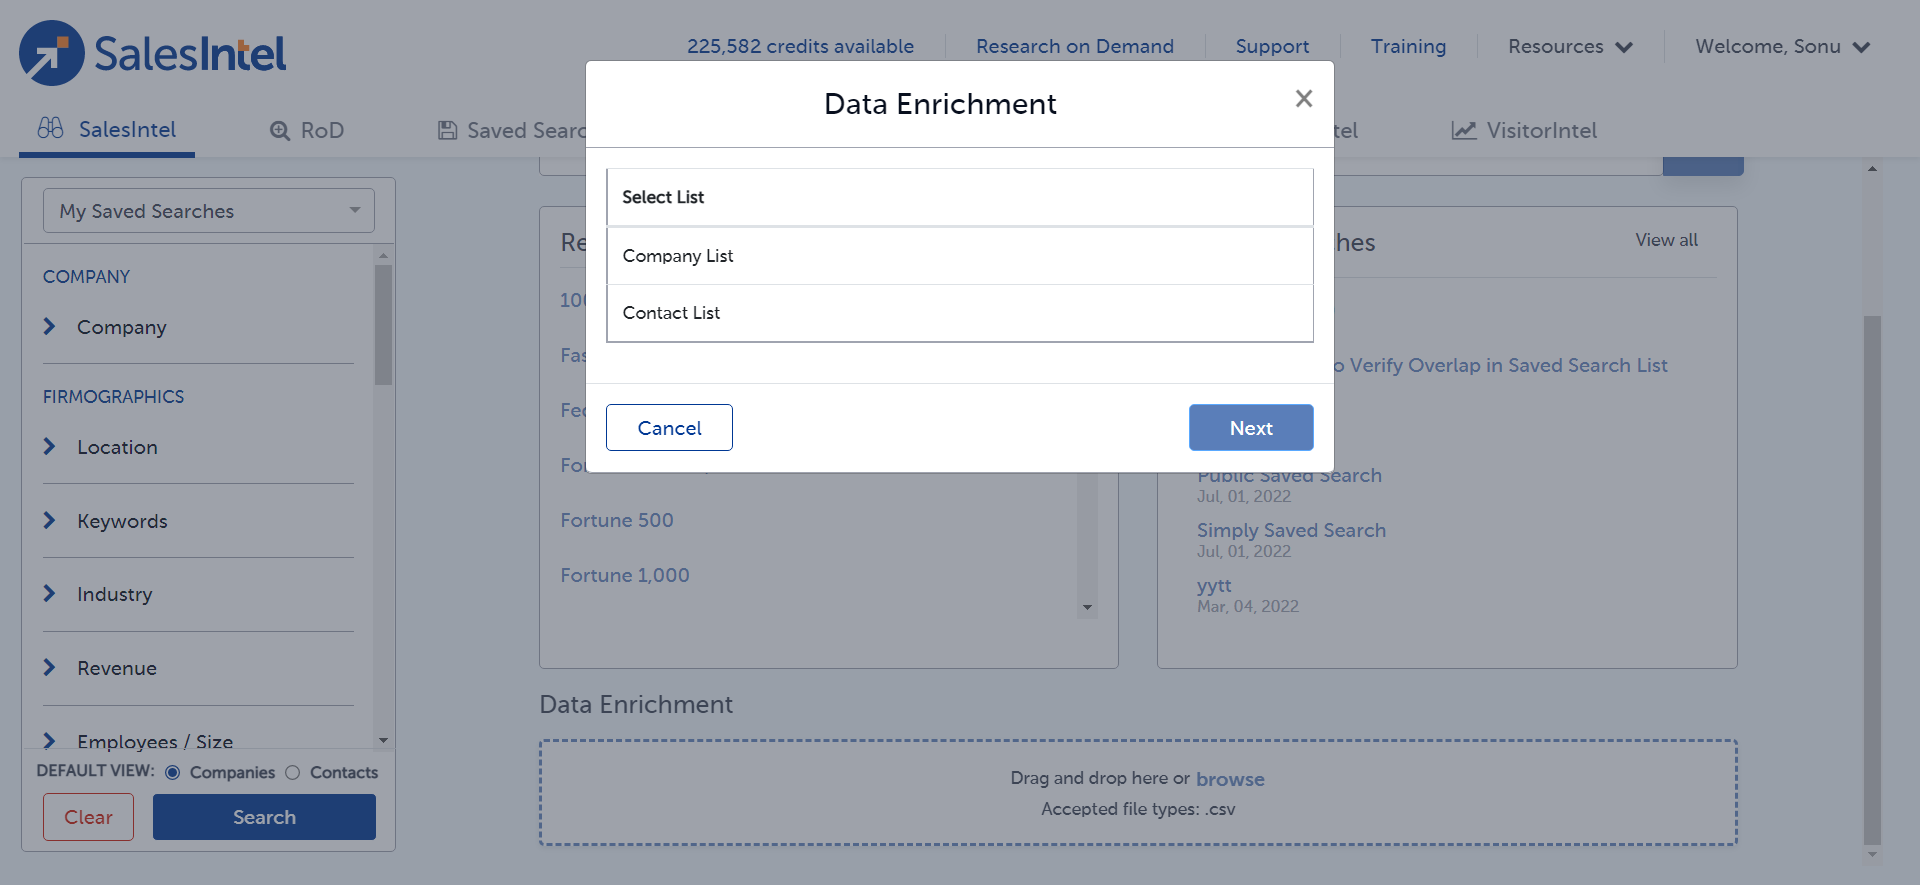 SalesIntel
225,582 credits available
Research on Demand
Support
Training
Resources
Welcome, Sonu
SalesIntel
RoD
Saved Searc
tel
VisitorIntel
Data Enrichment
Select List
Company List
Contact List
Cancel
Next
My Saved Searches
COMPANY
Company
FIRMOGRAPHICS
Location
Keywords
Industry
Revenue
Employees / Size
DEFAULT VIEW: Companies Contacts
Clear
Search
Re
100
Fas
Fed
For
Fortune 500
Fortune 1,000
hes
View all
o Verify Overlap in Saved Search List
Public Saved Search
Jul, 01, 2022
Simply Saved Search
Jul, 01, 2022
yytt
Mar, 04, 2022
Data Enrichment
Drag and drop here or browse
Accepted file types: .csv